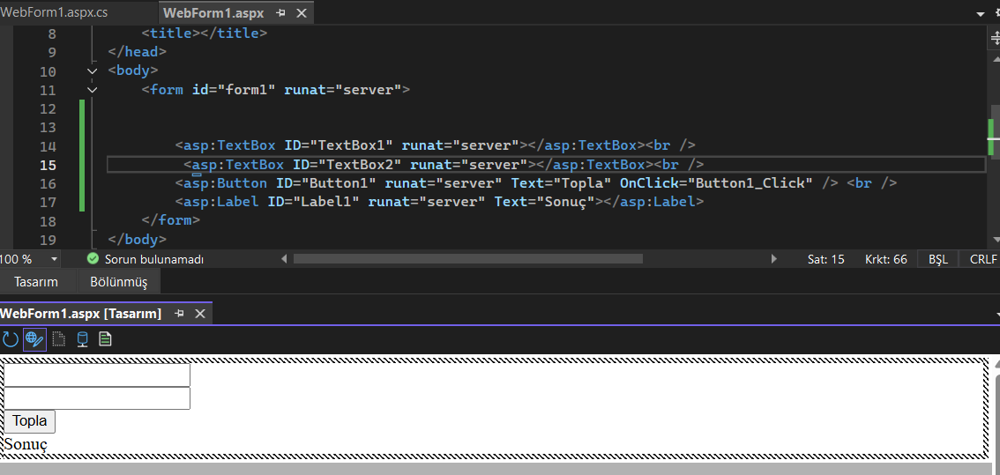 WebForm1.aspx.cs WebForm1.aspx
8 <title></title>
9 </head>
10 <body>
11 <form id="form1" runat="server">
12
13
14 <asp:TextBox ID="TextBox1" runat="server"></asp:TextBox><br />
15 <asp:TextBox ID="TextBox2" runat="server"></asp:TextBox><br />
16 <asp:Button ID="Button1" runat="server" Text="Topla" OnClick="Button1_Click" /> <br />
17 <asp:Label ID="Label1" runat="server" Text="Sonuç"></asp:Label>
18 </form>
19 </body>
100 % Sorun bulunamadı Sat: 15 Krkt: 66 BŞL CRLF
Tasarım Bölünmüş
WebForm1.aspx [Tasarım]
Topla
Sonuç